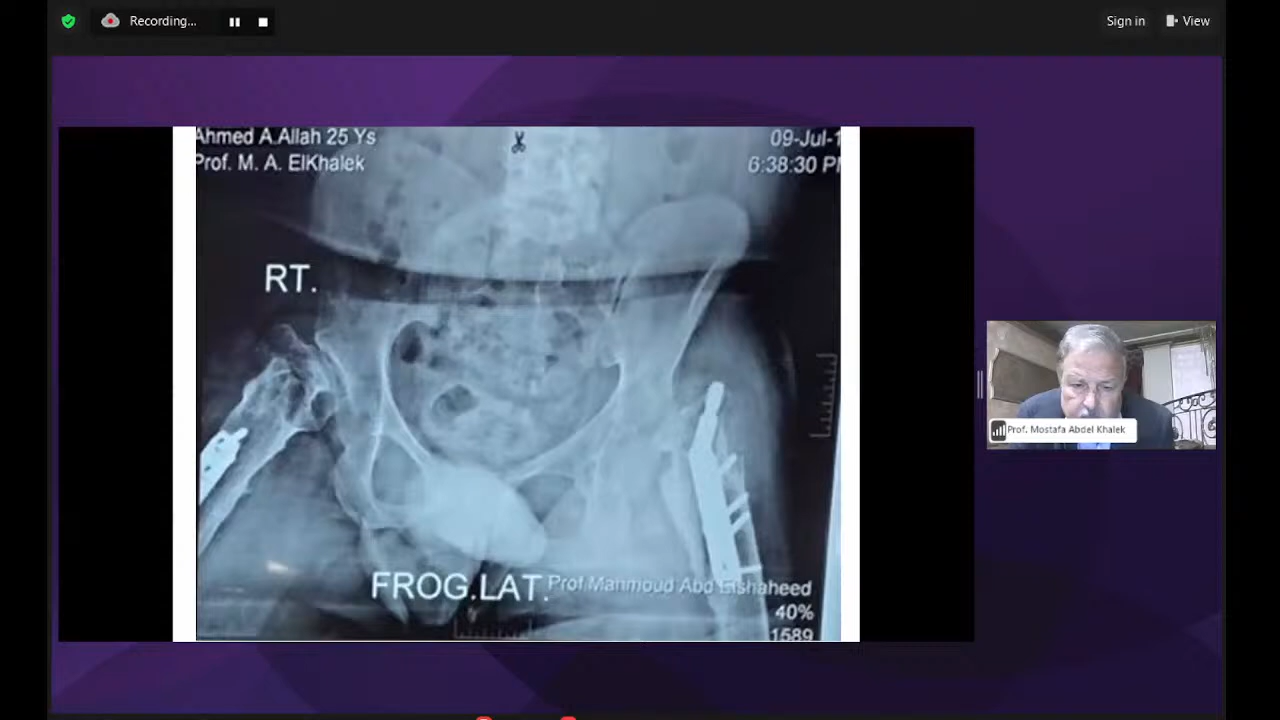 Recording...
Sign in
View
Ahmed A.Allah 25 Ys
Prof. M. A. ElKhalek
09-Jul-1
6:38:30 P
RT.
Prof. Mostafa Abdel Khalek
FROG.LAT.
Prof.Manmoud Abd Elshaheed
40%
1589